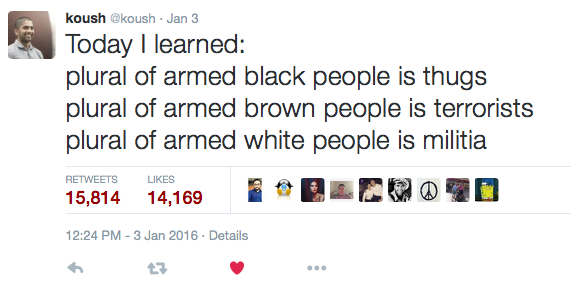 koush @koush · Jan 3
Today I learned:
plural of armed black people is thugs
plural of armed brown people is terrorists
plural of armed white people is militia
RETWEETS LIKES
15,814 14,169
12:24 PM - 3 Jan 2016 · Details